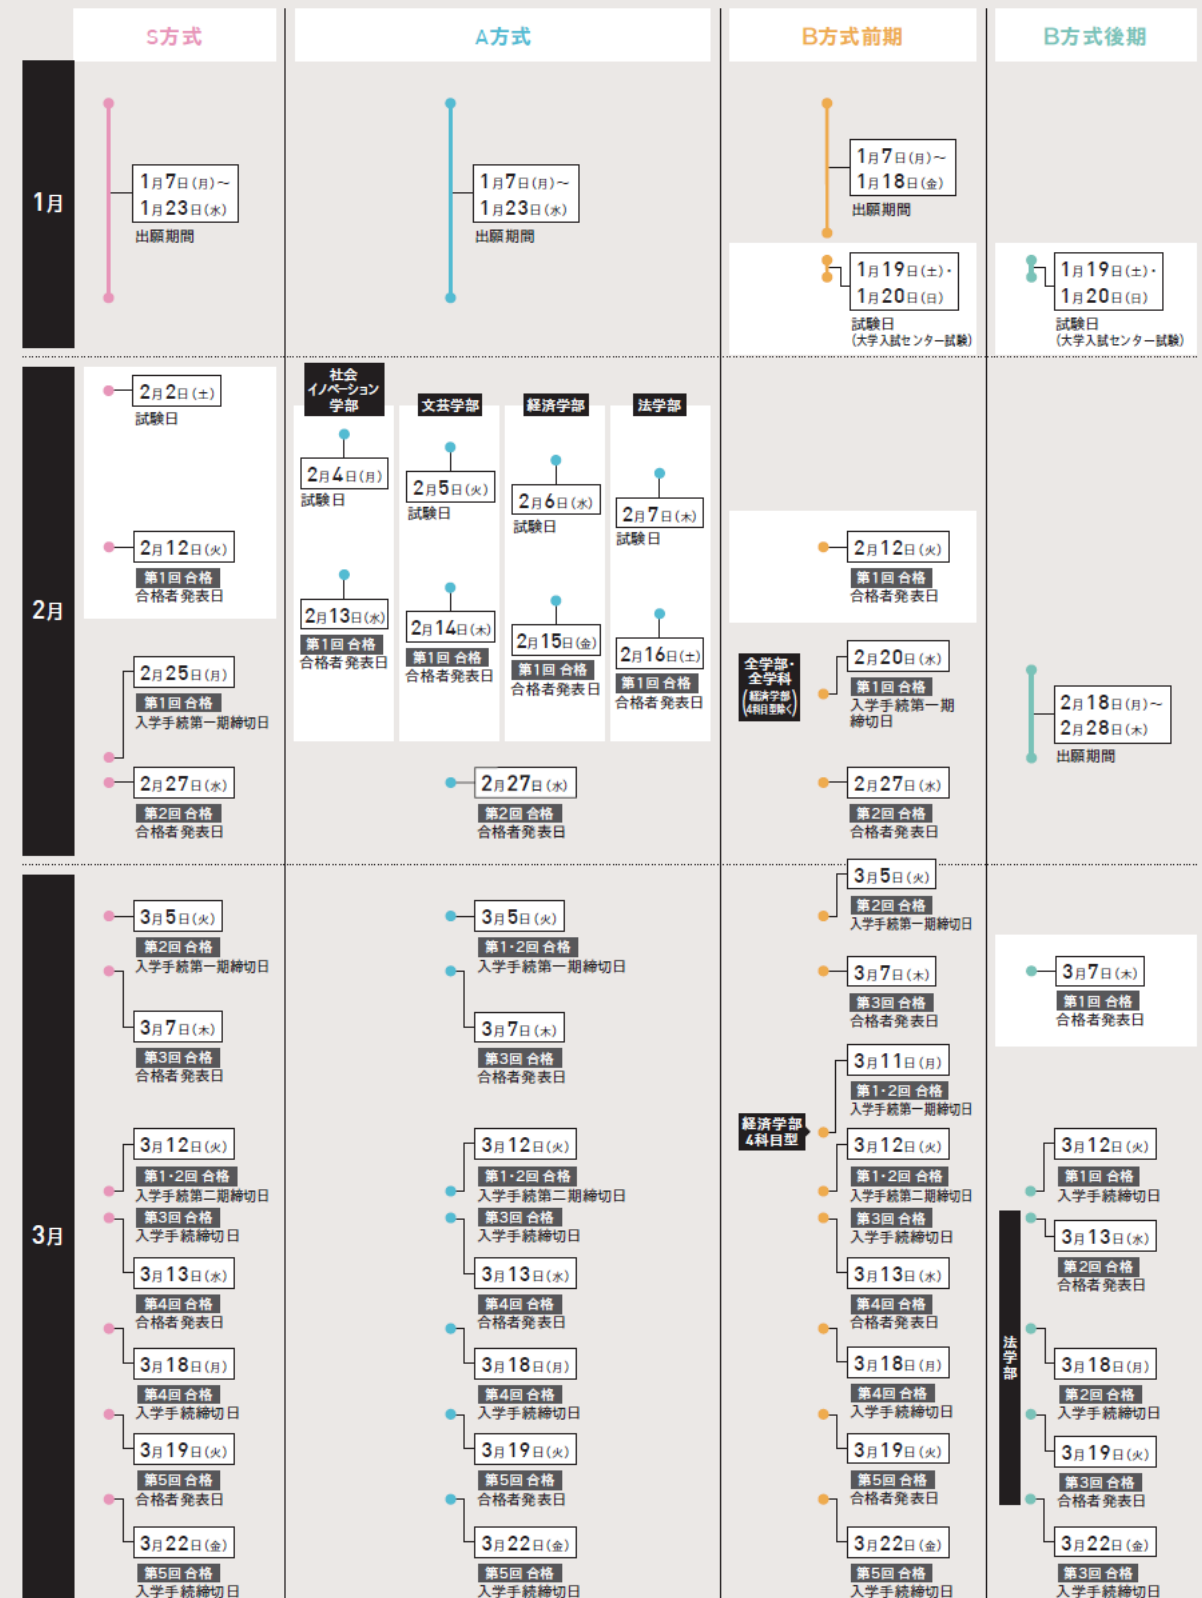 S方式
A方式
B方式前期
B方式後期
1月
1月7日(月)～
1月23日(水)
出願期間
1月7日(月)～
1月23日(水)
出願期間
1月7日(月)～
1月18日(金)
出願期間
1月19日(土)・
1月20日(日)
試験日
(大学入試センター試験)
1月19日(土)・
1月20日(日)
試験日
(大学入試センター試験)
2月
2月2日(土)
試験日
2月12日(火)
第1回 合格
合格者発表日
2月25日(月)
第1回 合格
入学手続第一期締切日
2月27日(水)
第2回 合格
合格者発表日
社会
イノベーション
学部
2月4日(月)
試験日
2月13日(水)
第1回 合格
合格者発表日
文芸学部
2月5日(火)
試験日
2月14日(木)
第1回 合格
合格者発表日
経済学部
2月6日(水)
試験日
2月15日(金)
第1回 合格
合格者発表日
法学部
2月7日(木)
試験日
2月16日(土)
第1回 合格
合格者発表日
2月27日(水)
第2回 合格
合格者発表日
2月12日(火)
第1回 合格
合格者発表日
全学部・
全学科
(経済学部
4科目型除く)
2月20日(水)
第1回 合格
入学手続第一期
締切日
2月27日(水)
第2回 合格
合格者発表日
2月18日(月)～
2月28日(木)
出願期間
3月
3月5日(火)
第2回 合格
入学手続第一期締切日
3月7日(木)
第3回 合格
合格者発表日
3月12日(火)
第1・2回 合格
入学手続第二期締切日
第3回 合格
入学手続締切日
3月13日(水)
第4回 合格
合格者発表日
3月18日(月)
第4回 合格
入学手続締切日
3月19日(火)
第5回 合格
合格者発表日
3月22日(金)
第5回 合格
入学手続締切日
3月5日(火)
第1・2回 合格
入学手続第一期締切日
3月7日(木)
第3回 合格
合格者発表日
3月12日(火)
第1・2回 合格
入学手続第二期締切日
第3回 合格
入学手続締切日
3月13日(水)
第4回 合格
合格者発表日
3月18日(月)
第4回 合格
入学手続締切日
3月19日(火)
第5回 合格
合格者発表日
3月22日(金)
第5回 合格
入学手続締切日
3月5日(火)
第2回 合格
入学手続第一期締切日
3月7日(木)
第3回 合格
合格者発表日
経済学部
4科目型
3月11日(月)
第1・2回 合格
入学手続第一期締切日
3月12日(火)
第1・2回 合格
入学手続第二期締切日
第3回 合格
入学手続締切日
3月13日(水)
第4回 合格
合格者発表日
3月18日(月)
第4回 合格
入学手続締切日
3月19日(火)
第5回 合格
合格者発表日
3月22日(金)
第5回 合格
入学手続締切日
3月7日(木)
第1回 合格
合格者発表日
3月12日(火)
第1回 合格
入学手続締切日
法学部
3月13日(水)
第2回 合格
合格者発表日
3月18日(月)
第2回 合格
入学手続締切日
3月19日(火)
第3回 合格
合格者発表日
3月22日(金)
第3回 合格
入学手続締切日